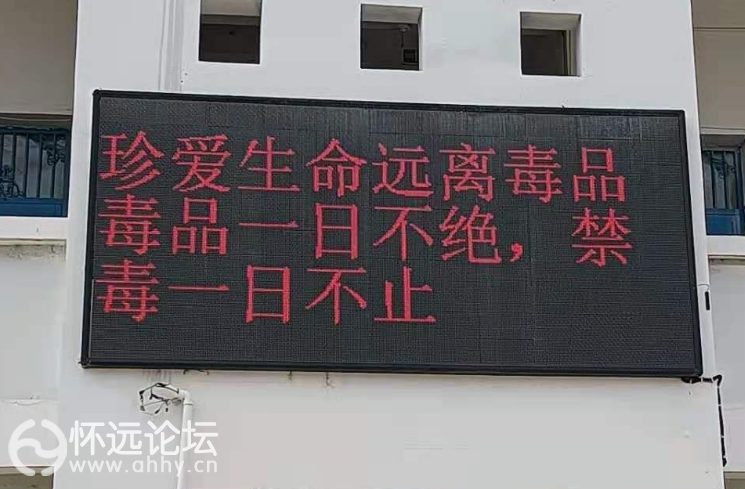 珍爱生命远离毒品
毒品一日不绝，禁
毒一日不止
怀远论坛
www.ahhy.cn